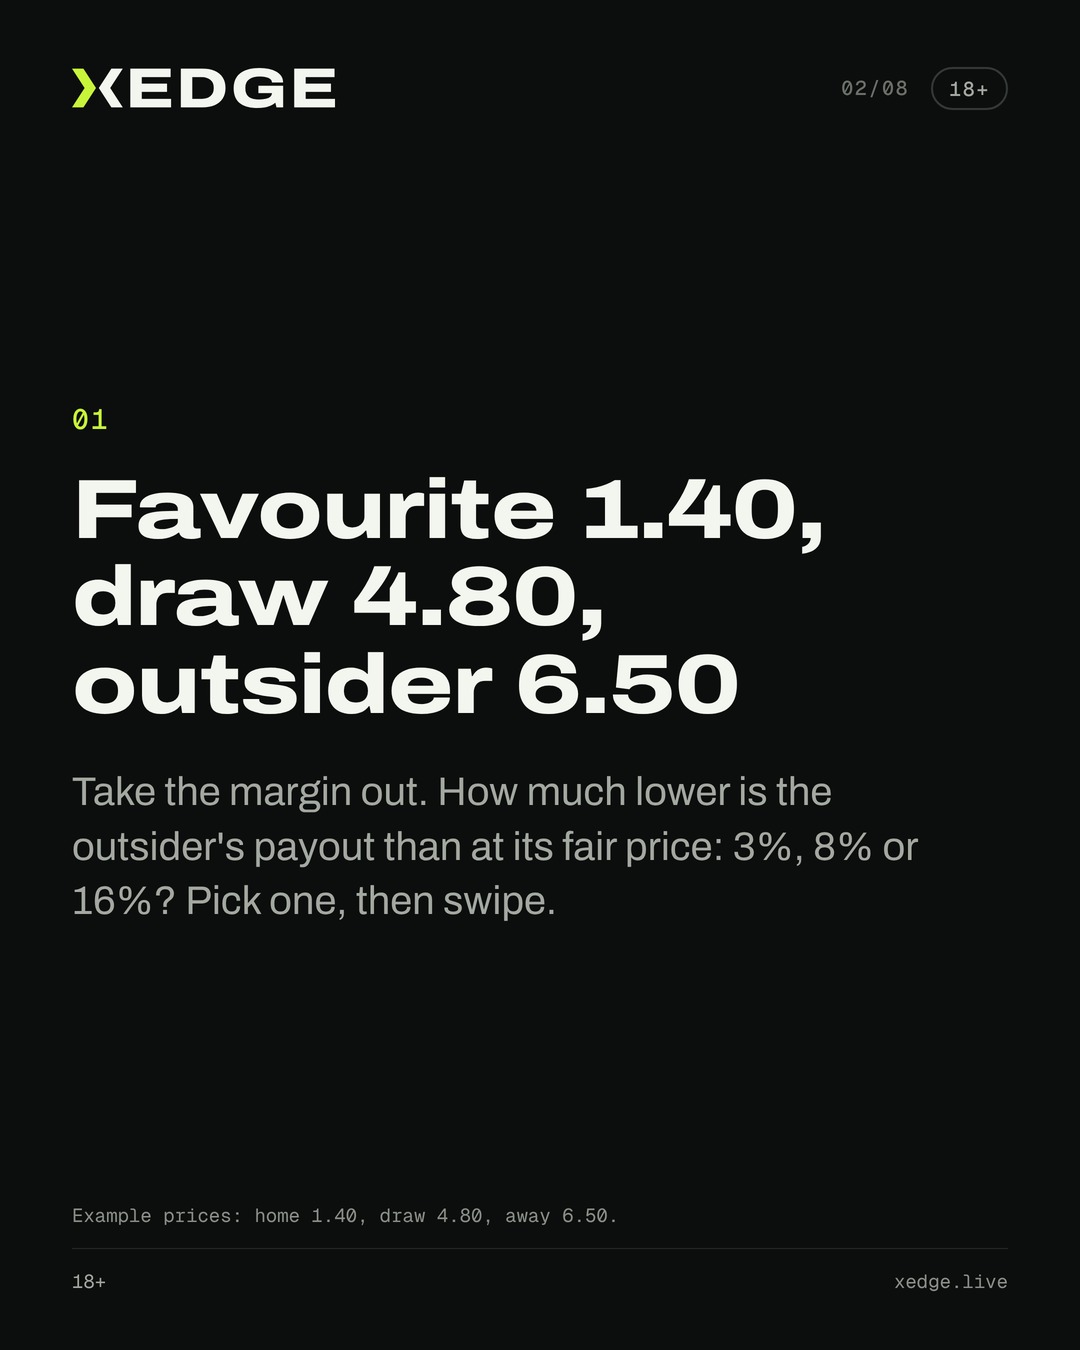 XEDGE
02/08
18+
01
Favourite 1.40,
draw 4.80,
outsider 6.50
Take the margin out. How much lower is the
outsider's payout than at its fair price: 3%, 8% or
16%? Pick one, then swipe.
Example prices: home 1.40, draw 4.80, away 6.50.
18+
xedge.live